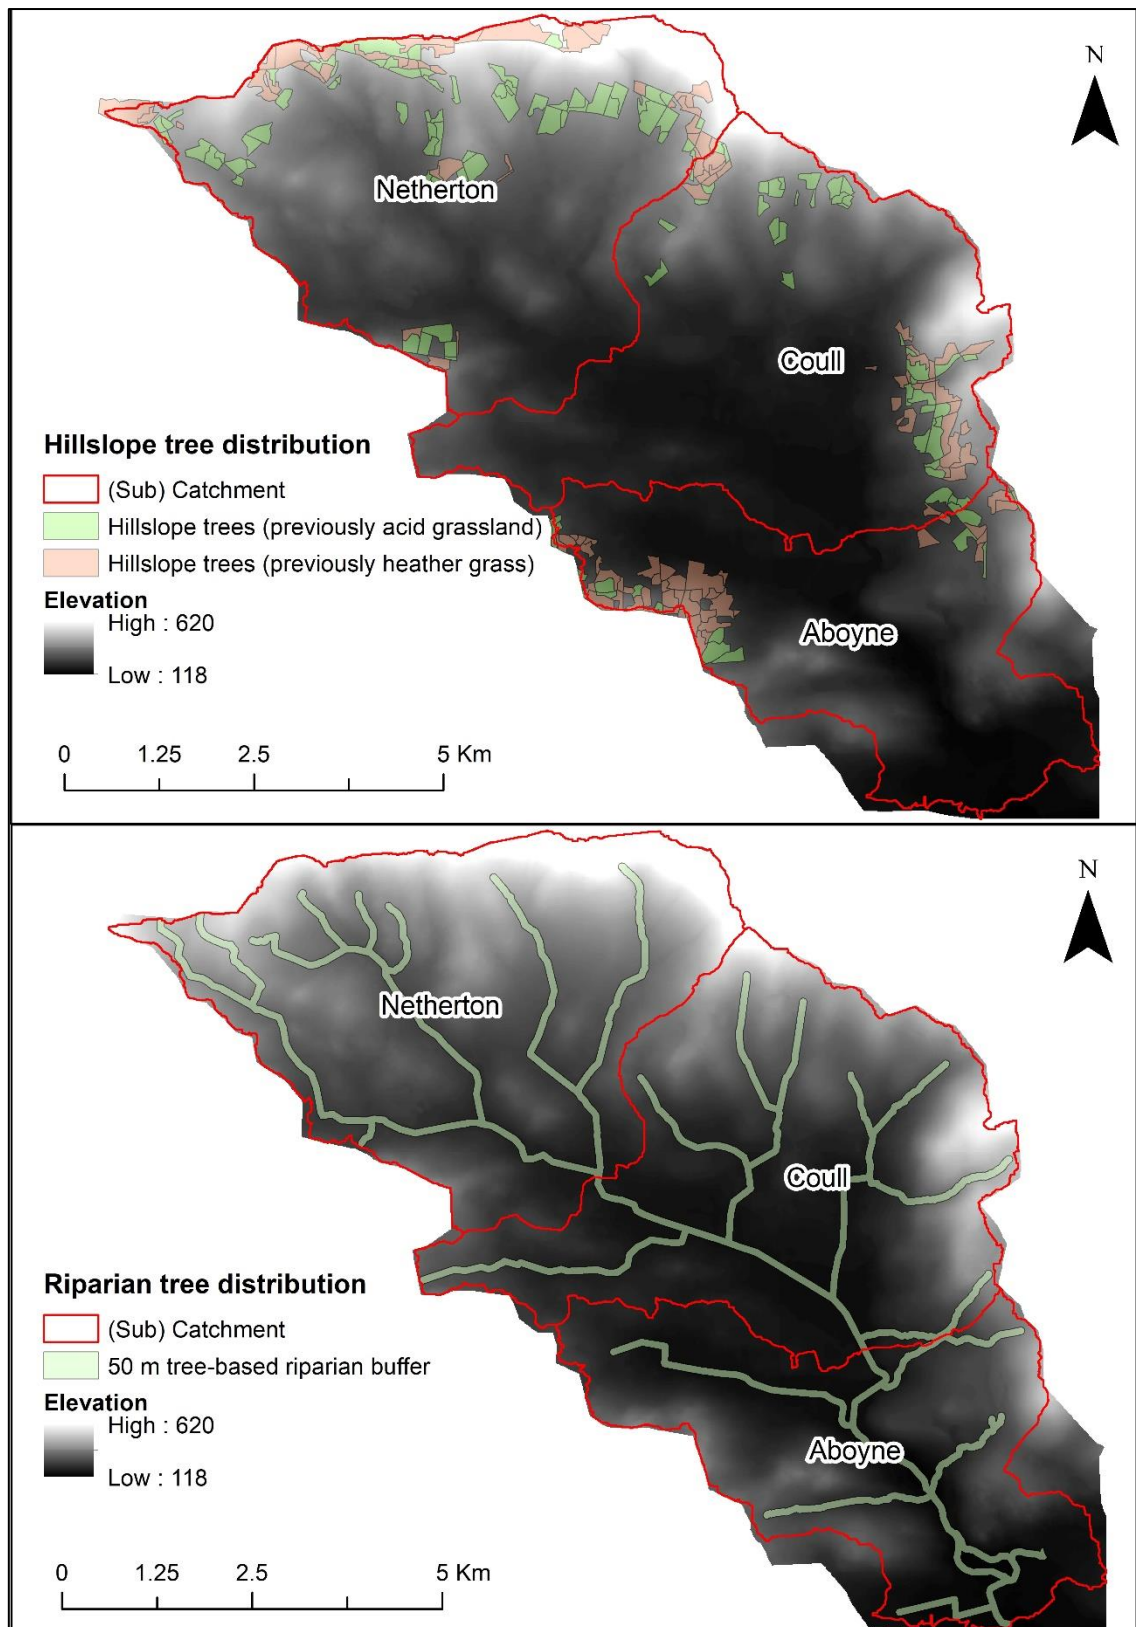 N
Netherton
Coull
Aboyne
Hillslope tree distribution
(Sub) Catchment
Hillslope trees (previously acid grassland)
Hillslope trees (previously heather grass)
Elevation
High : 620
Low : 118
0 1.25 2.5 5 Km
N
Netherton
Coull
Aboyne
Riparian tree distribution
(Sub) Catchment
50 m tree-based riparian buffer
Elevation
High : 620
Low : 118
0 1.25 2.5 5 Km